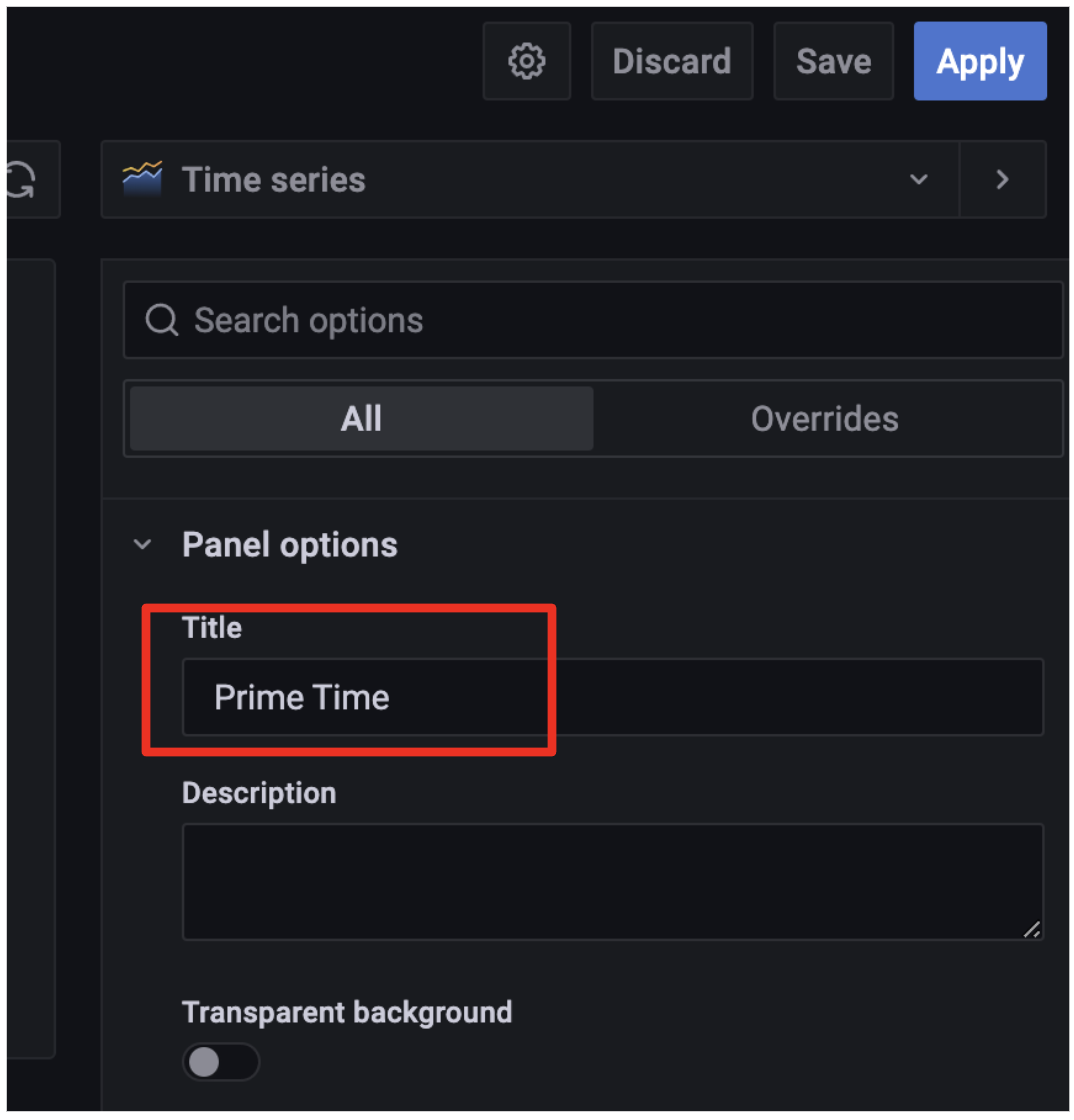 Discard
Save
Apply
Time series
Search options
All
Overrides
Panel options
Title
Prime Time
Description
Transparent background